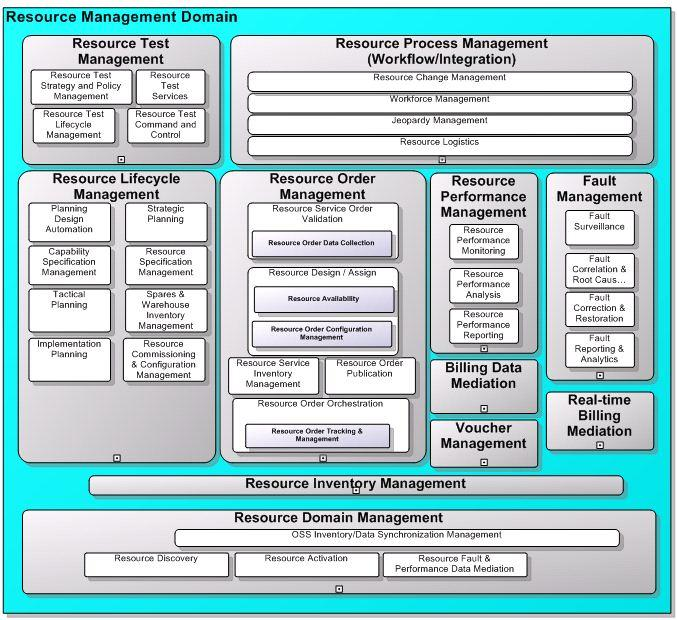 Resource Management Domain
Resource Test
Management
Resource Test
Strategy and Policy
Management
Resource
Test
Services
Resource Test
Lifecycle
Management
Resource Test
Command and
Control
Resource Process Management
(Workflow/Integration)
Resource Change Management
Workforce Management
Jeopardy Management
Resource Logistics
Resource Lifecycle
Management
Planning
Design
Automation
Strategic
Planning
Capability
Specification
Management
Resource
Specification
Management
Tactical
Planning
Spares &
Warehouse
Inventory
Management
Implementation
Planning
Resource
Commissioning
& Configuration
Management
Resource Order
Management
Resource Service Order
Validation
Resource Order Data Collection
Resource Design / Assign
Resource Availability
Resource Order Configuration
Management
Resource Service
Inventory
Management
Resource Order
Publication
Resource Order Orchestration
Resource Order Tracking &
Management
Resource
Performance
Management
Resource
Performance
Monitoring
Resource
Performance
Analysis
Resource
Performance
Reporting
Fault
Management
Fault
Surveillance
Fault
Correlation &
Root Caus...
Fault
Correction &
Restoration
Fault
Reporting &
Analytics
Billing Data
Mediation
Voucher
Management
Real-time
Billing
Mediation
Resource Inventory Management
Resource Domain Management
OSS Inventory/Data Synchronization Management
Resource Discovery
Resource Activation
Resource Fault &
Performance Data Mediation